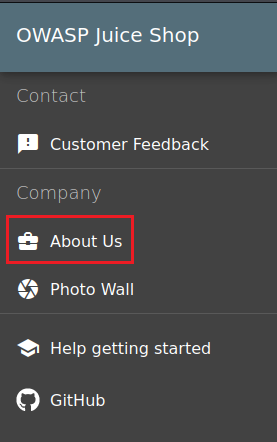 OWASP Juice Shop
Contact
Customer Feedback
Company
About Us
Photo Wall
Help getting started
GitHub